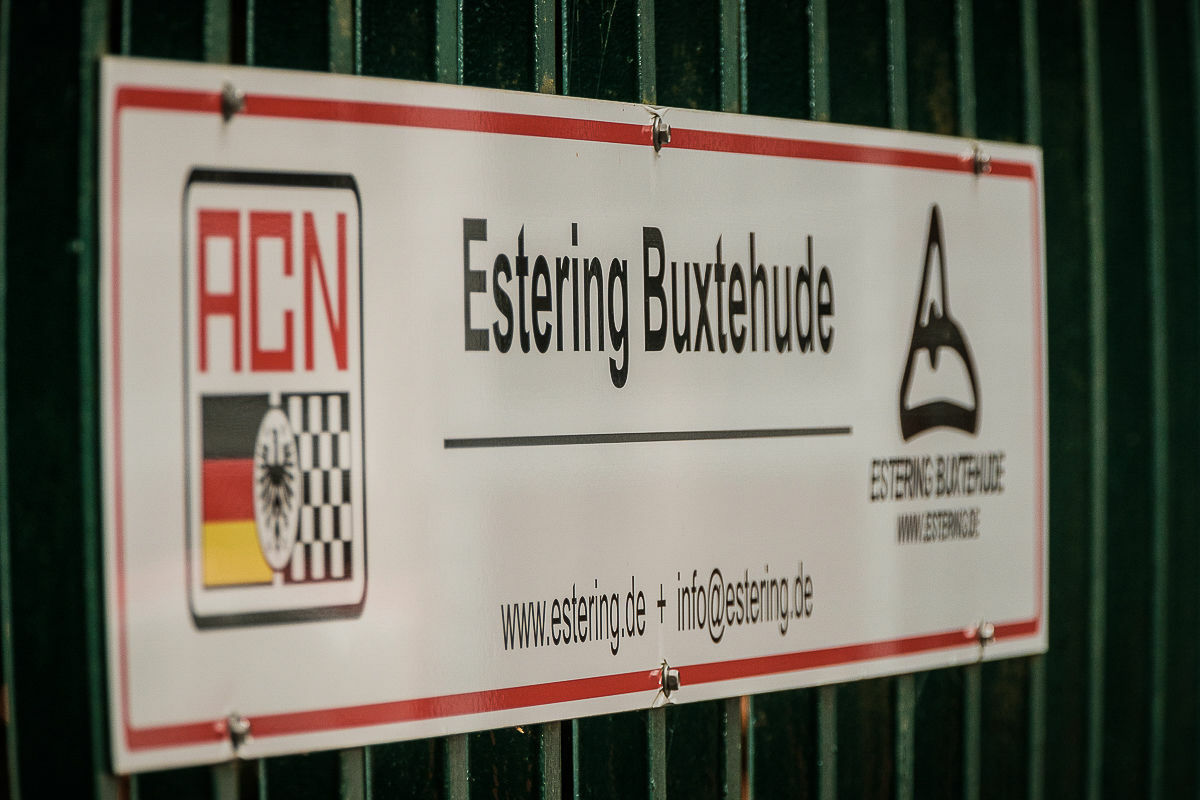 ACN
Estering Buxtehude
www.estering.de + info@estering.de
ESTERING BUXTEHUDE
WWW.ESTERING.DE